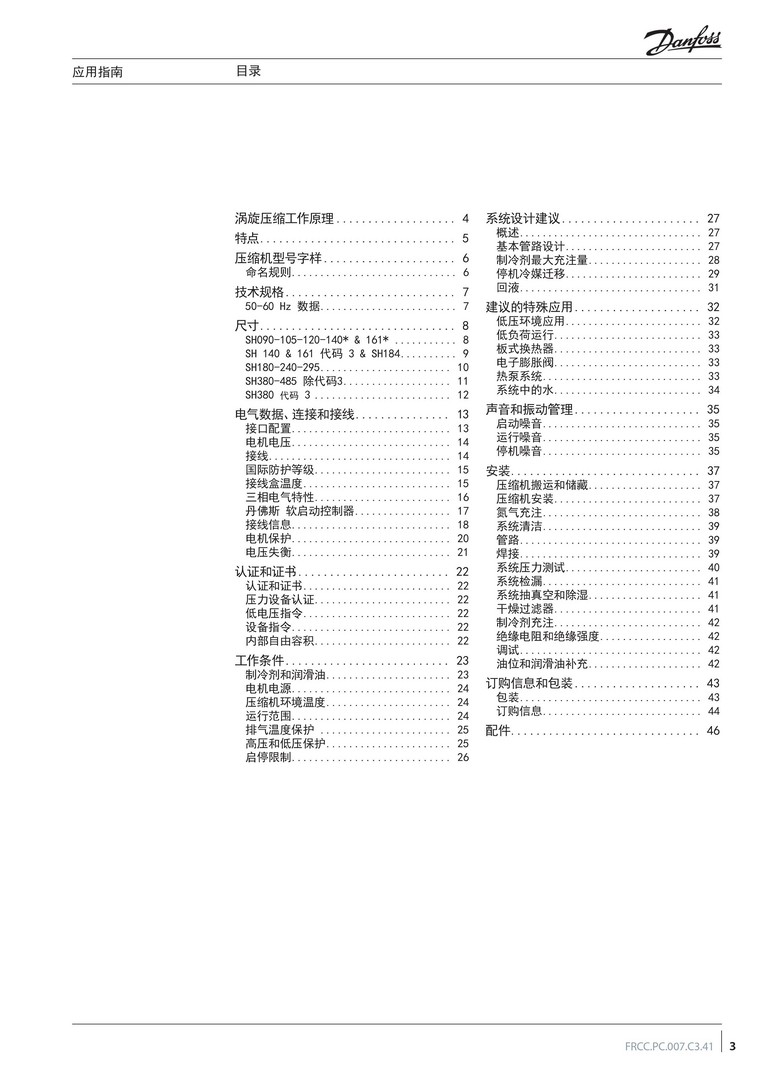 Danfoss
应用指南 目录
涡旋压缩工作原理................... 4
特点............................... 5
压缩机型号字样..................... 6
命名规则............................ 6
技术规格........................... 7
50-60 Hz 数据....................... 7
尺寸............................... 8
SH090-105-120-140* & 161* .......... 8
SH 140 & 161 代码 3 & SH184......... 9
SH180-240-295...................... 10
SH380-485 除代码3.................. 11
SH380 代码 3 ...................... 12
电气数据、连接和接线............... 13
接口配置........................... 13
电机电压........................... 14
接线............................... 14
国际防护等级....................... 15
接线盒温度......................... 15
三相电气特性....................... 16
丹佛斯 软启动控制器................ 17
接线信息........................... 18
电机保护........................... 20
电压失衡........................... 21
认证和证书........................ 22
认证和证书......................... 22
压力设备认证....................... 22
低电压指令......................... 22
设备指令........................... 22
内部自由容积....................... 22
工作条件.......................... 23
制冷剂和润滑油..................... 23
电机电源........................... 24
压缩机环境温度..................... 24
运行范围........................... 24
排气温度保护 ...................... 25
高压和低压保护..................... 25
启停限制........................... 26
系统设计建议...................... 27
概述............................... 27
基本管路设计....................... 27
制冷剂最大充注量................... 28
停机冷媒迁移....................... 29
回液............................... 31
建议的特殊应用.................... 32
低压环境应用....................... 32
低负荷运行......................... 33
板式换热器......................... 33
电子膨胀阀......................... 33
热泵系统........................... 33
系统中的水......................... 34
声音和振动管理.................... 35
启动噪音........................... 35
运行噪音........................... 35
停机噪音........................... 35
安装.............................. 37
压缩机搬运和储藏................... 37
压缩机安装......................... 37
氮气充注........................... 38
系统清洁........................... 39
管路............................... 39
焊接............................... 39
系统压力测试....................... 40
系统检漏........................... 41
系统抽真空和除湿................... 41
干燥过滤器......................... 41
制冷剂充注......................... 42
绝缘电阻和绝缘强度................. 42
调试............................... 42
油位和润滑油补充................... 42
订购信息和包装.................... 43
包装............................... 43
订购信息........................... 44
配件.............................. 46
FRCC.PC.007.C3.41 3